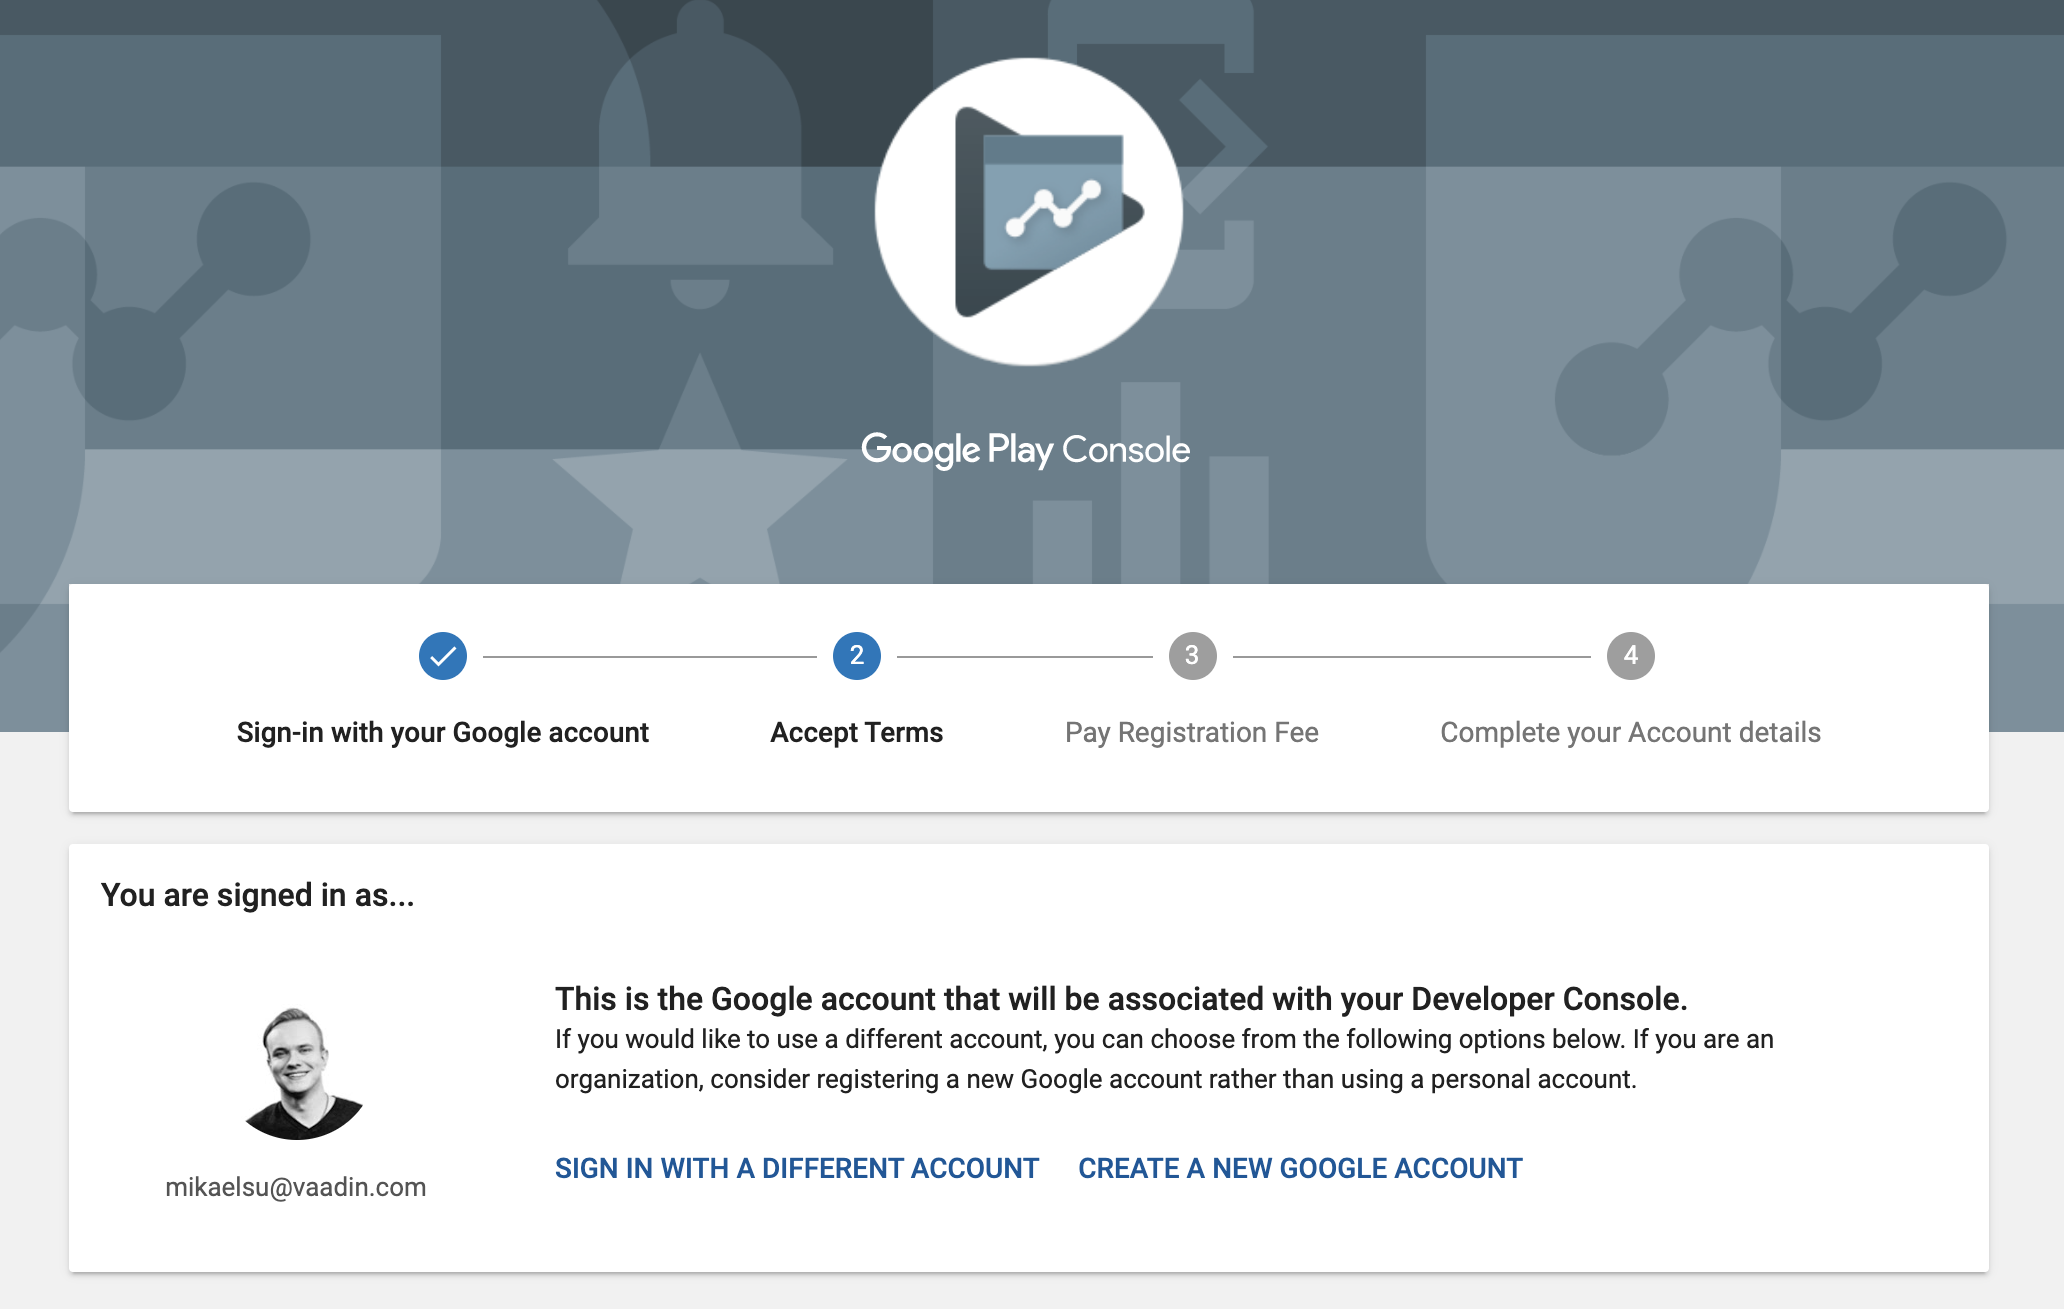 Google Play Console
2
3
4
Sign-in with your Google account
Accept Terms
Pay Registration Fee
Complete your Account details
You are signed in as...
This is the Google account that will be associated with your Developer Console.
If you would like to use a different account, you can choose from the following options below. If you are an
organization, consider registering a new Google account rather than using a personal account.
SIGN IN WITH A DIFFERENT ACCOUNT
CREATE A NEW GOOGLE ACCOUNT
mikaelsu@vaadin.com